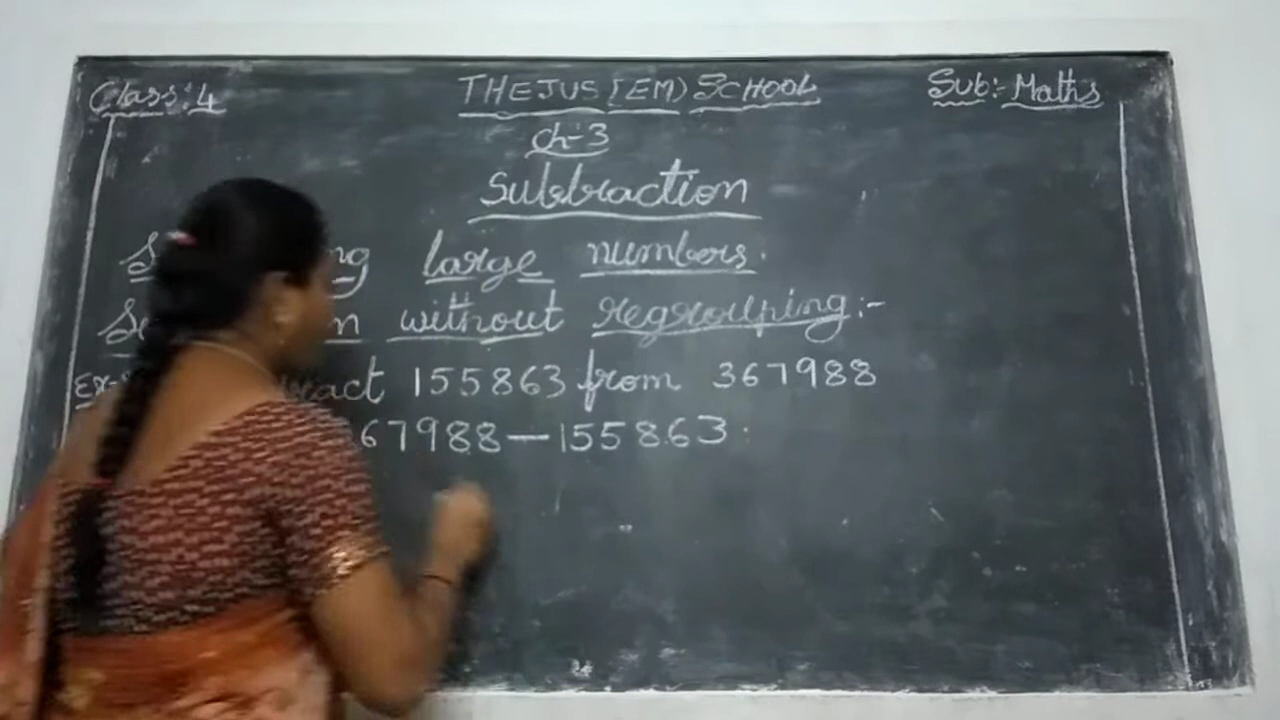 Class: 4 THEJUS [EM) SCHOOL Sub:- Maths
Ch-3
Subtraction
large numbers.
without regrouping:-
155863 from 367988
67988 — 155863